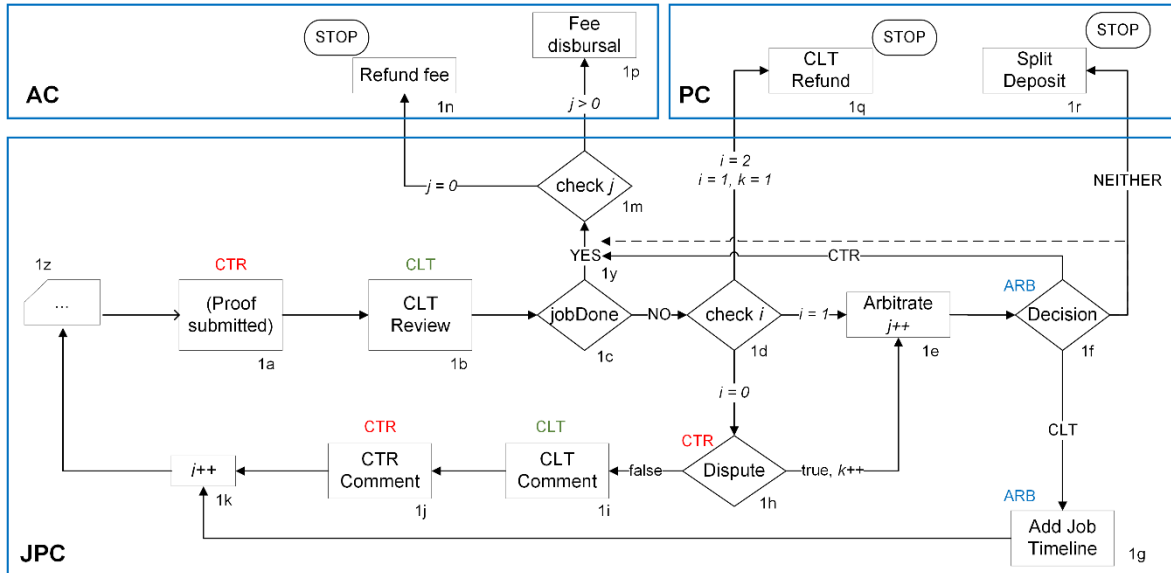 STOP
Fee
disbursal
1p
Refund fee
1n
AC
STOP
CLT
Refund
1q
STOP
Split
Deposit
1r
PC
j > 0
j = 0
check j
1m
i = 2
i = 1, k = 1
NEITHER
YES
1y
CTR
1z
...
CTR
(Proof
submitted)
1a
CLT
CLT
Review
1b
jobDone
1c
NO
check i
1d
i = 1
Arbitrate
j++
1e
ARB
Decision
1f
i = 0
CLT
CTR
Dispute
1h
true, k++
false
CLT
CLT
Comment
1i
CTR
CTR
Comment
1j
i++
1k
ARB
Add Job
Timeline
1g
JPC